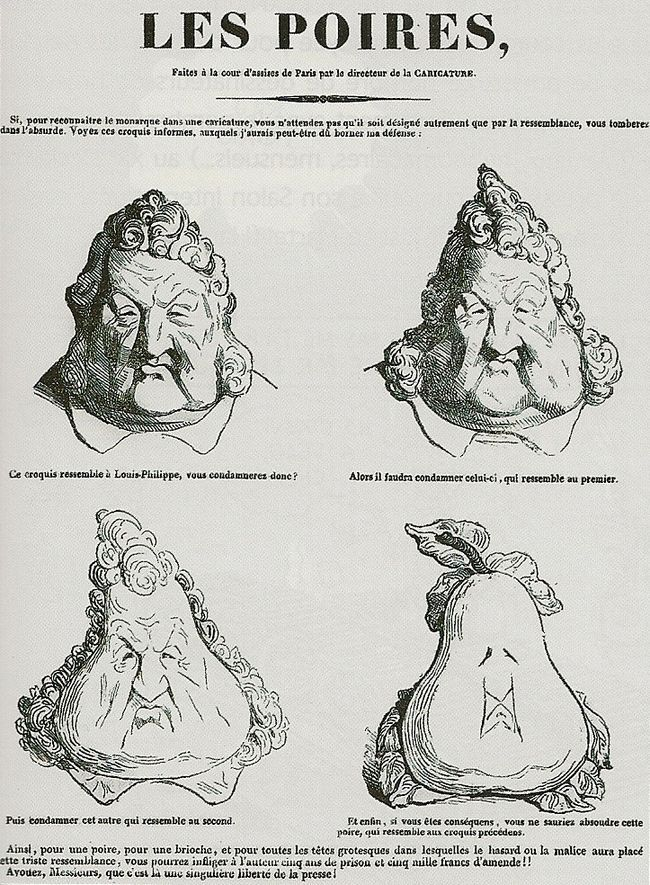 LES POIRES,
Faites à la cour d'assises de Paris par le directeur de la CARICATURE.
Si, pour reconnaître le monarque dans une caricature, vous n'attendez pas qu'il soit désigné autrement que par la ressemblance, vous tomberez
dans l'absurde. Voyez ces croquis informes, auxquels j'aurais peut-être dû borner ma défense :
Ce croquis ressemble à Louis-Philippe, vous condamnerez donc ?
Alors il faudra condamner celui-ci, qui ressemble au premier.
Puis condamner cet autre qui ressemble au second.
Et enfin, si vous êtes conséquens, vous ne sauriez absoudre cette
poire, qui ressemble aux croquis précédens.
Ainsi, pour une poire, pour une brioche, et pour toutes les têtes grotesques dans lesquelles le hasard ou la malice aura placé
ette triste ressemblance, vous pourrez infliger à l'auteur cinq ans de prison et cinq mille francs d'amende !!
Avouez, Messieurs, que c'est là une singulière liberté de la presse !